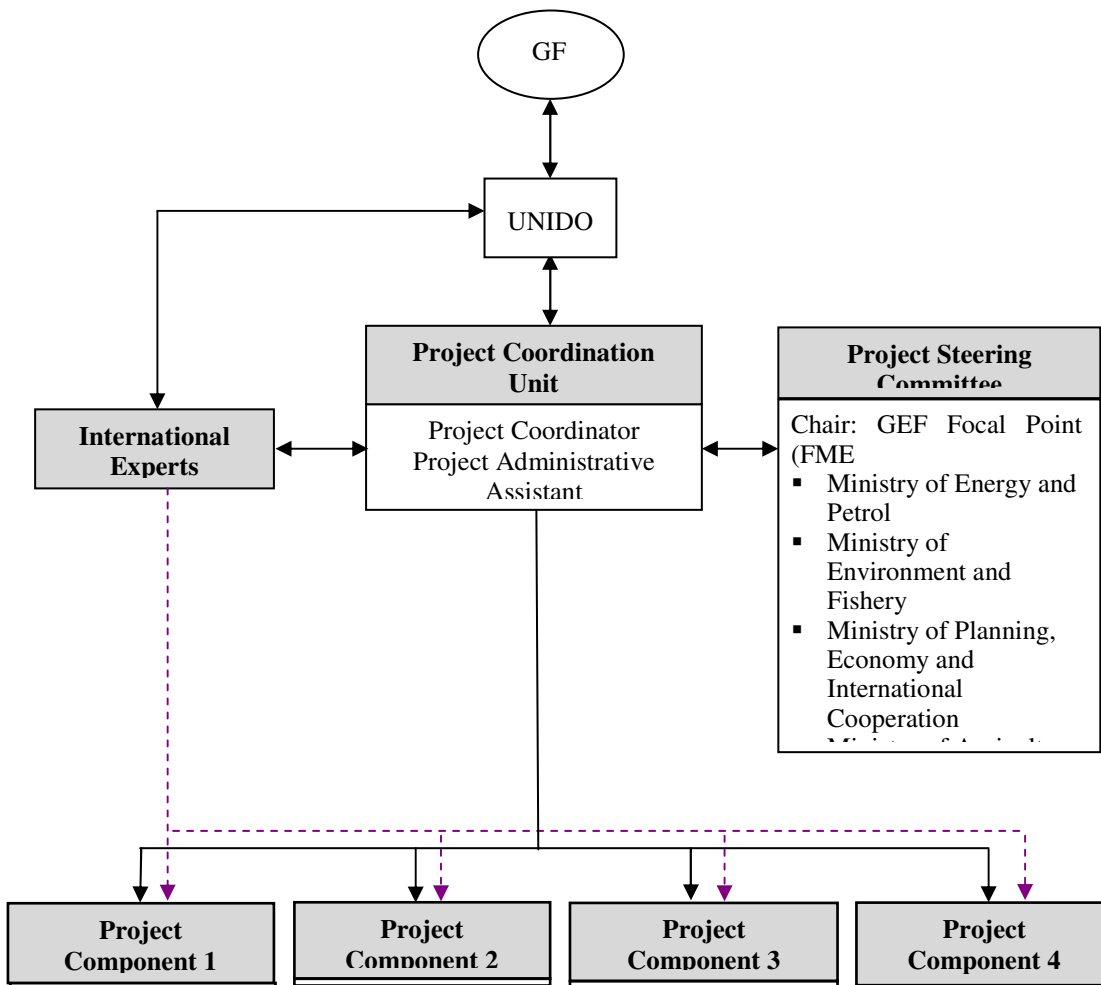 GF
UNIDO
Project Coordination
Unit
Project Coordinator
Project Administrative
Assistant
International
Experts
Project Steering
Committee
Chair: GEF Focal Point
(FME
▪ Ministry of Energy and
Petrol
▪ Ministry of
Environment and
Fishery
▪ Ministry of Planning,
Economy and
International
Cooperation
Project
Component 1
Project
Component 2
Project
Component 3
Project
Component 4